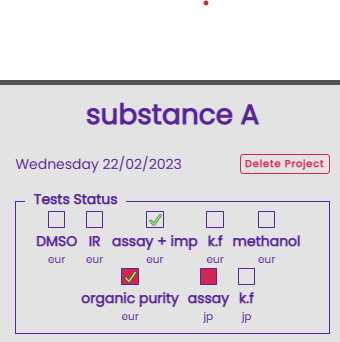 substance A
Wednesday 22/02/2023 Delete Project
Tests Status
DMSO IR assay + imp k.f methanol
eur eur eur eur eur
organic purity assay k.f
eur jp jp